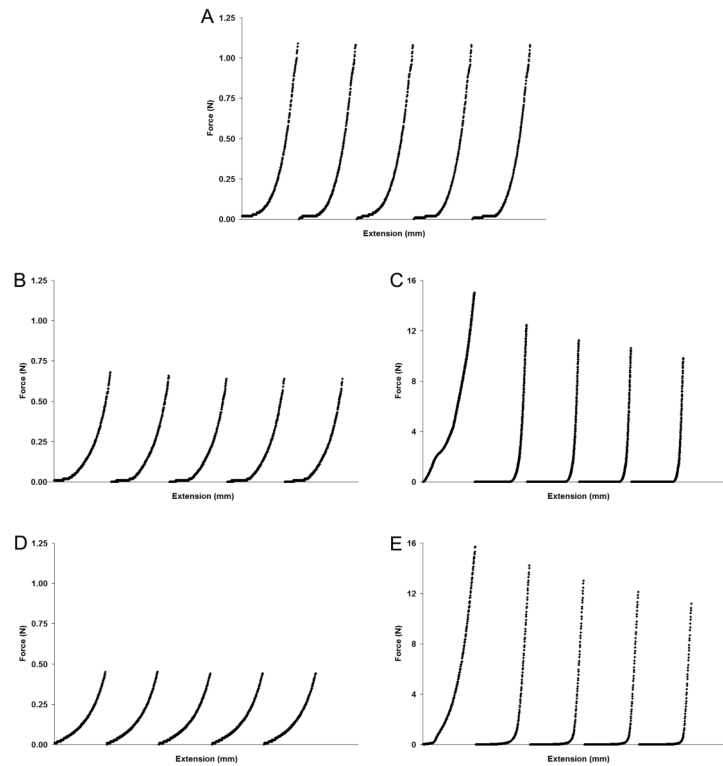 A
1.25
1.00
0.75
0.50
0.25
0.00
Force (N)
Extension (mm)
B
1.25
1.00
0.75
0.50
0.25
0.00
Force (N)
Extension (mm)
C
16
12
8
4
0
Force (N)
Extension (mm)
D
1.25
1.00
0.75
0.50
0.25
0.00
Force (N)
Extension (mm)
E
16
12
8
4
0
Force (N)
Extension (mm)